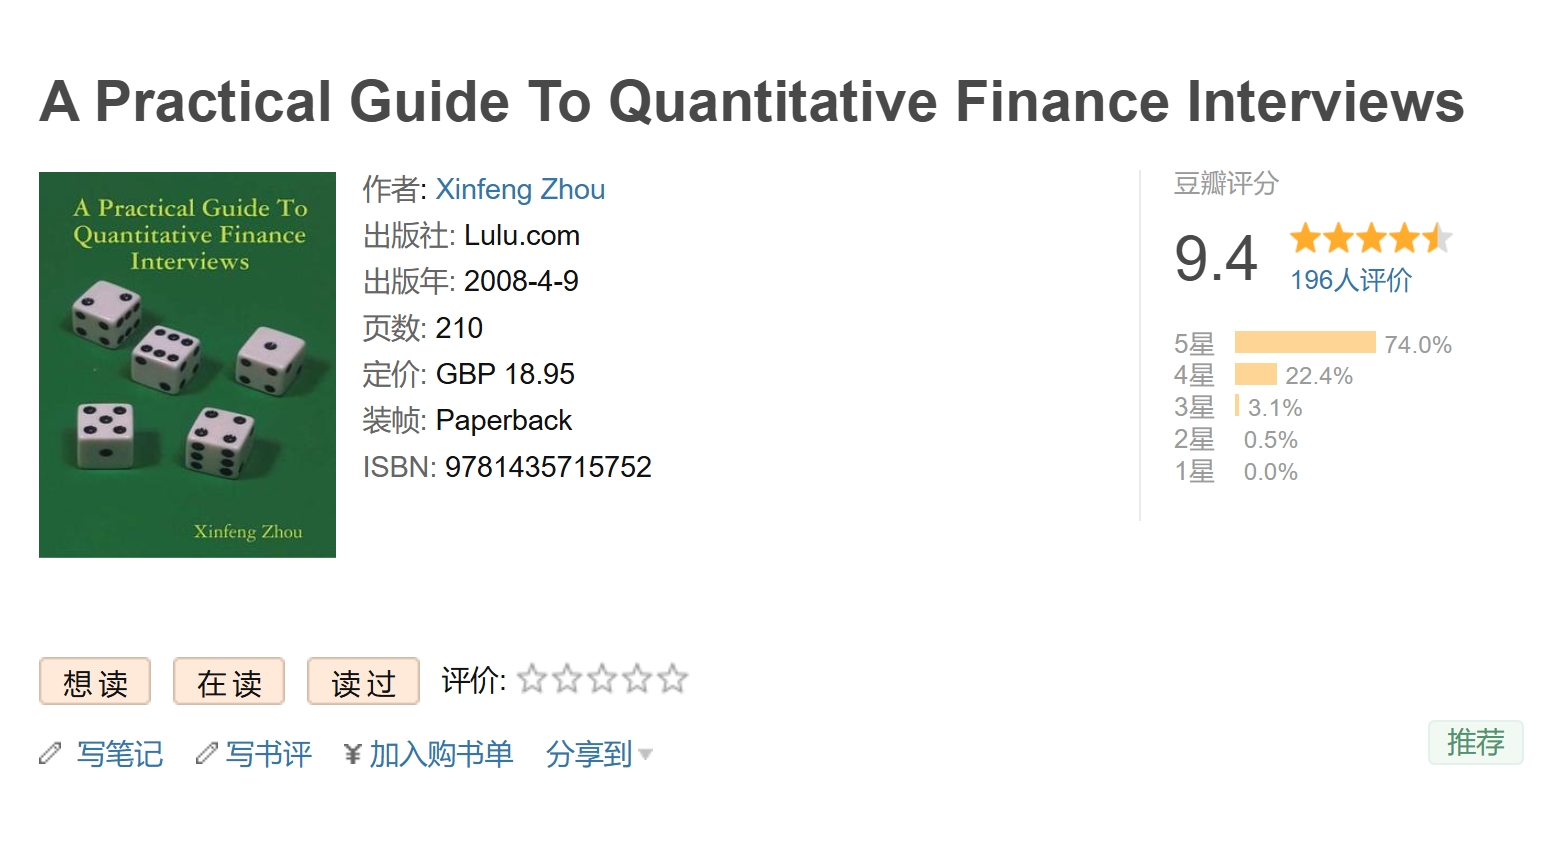 A Practical Guide To Quantitative Finance Interviews
A Practical Guide To
Quantitative Finance
Interviews
Xinfeng Zhou
作者: Xinfeng Zhou
出版社: Lulu.com
出版年: 2008-4-9
页数: 210
定价: GBP 18.95
装帧: Paperback
ISBN: 9781435715752
豆瓣评分
9.4
196人评价
5星 74.0%
4星 22.4%
3星 3.1%
2星 0.5%
1星 0.0%
想读 在读 读过 评价:
写笔记 写书评 ¥ 加入购书单 分享到
推荐